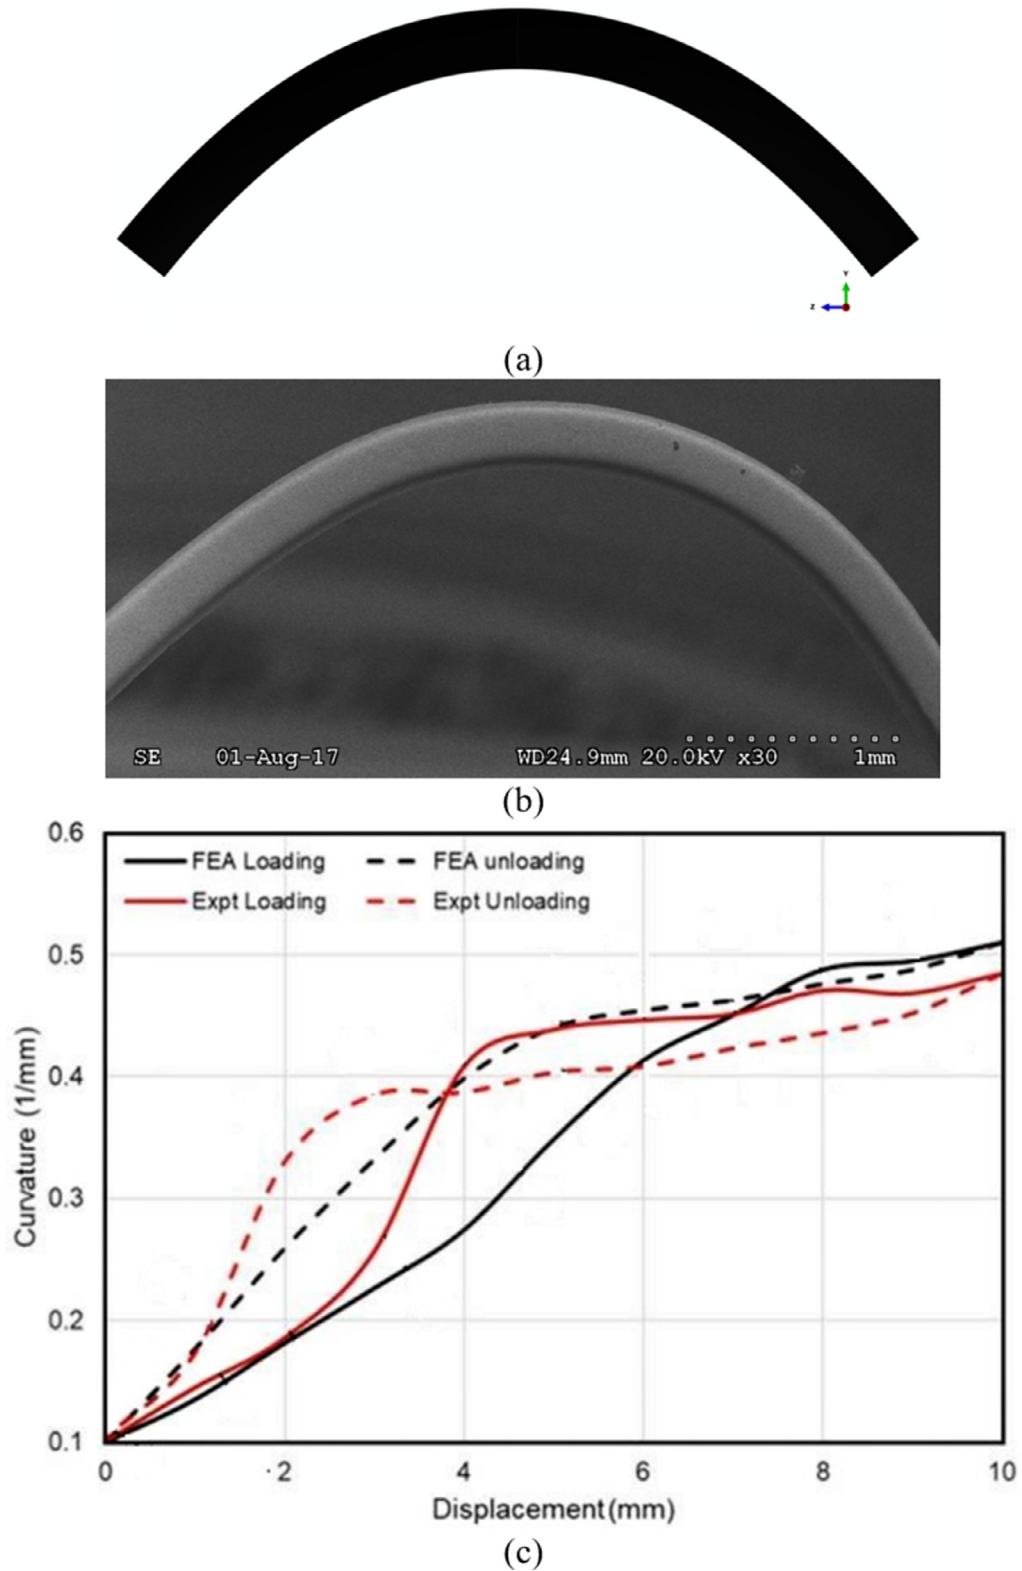 Y
Z
(a)
SE 01-Aug-17 WD24.9mm 20.0kV x30 1mm
(b)
0.6
FEA Loading FEA unloading
Expt Loading Expt Unloading
0.5
0.4
0.3
0.2
0.1
Curvature (1/mm)
0 2 4 6 8 10
Displacement(mm)
(c)